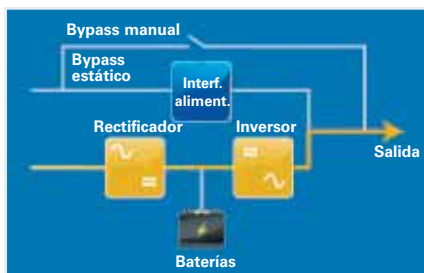 Bypass manual
Bypass
estático
Interf.
aliment.
Rectificador
Inversor
Salida
Baterías